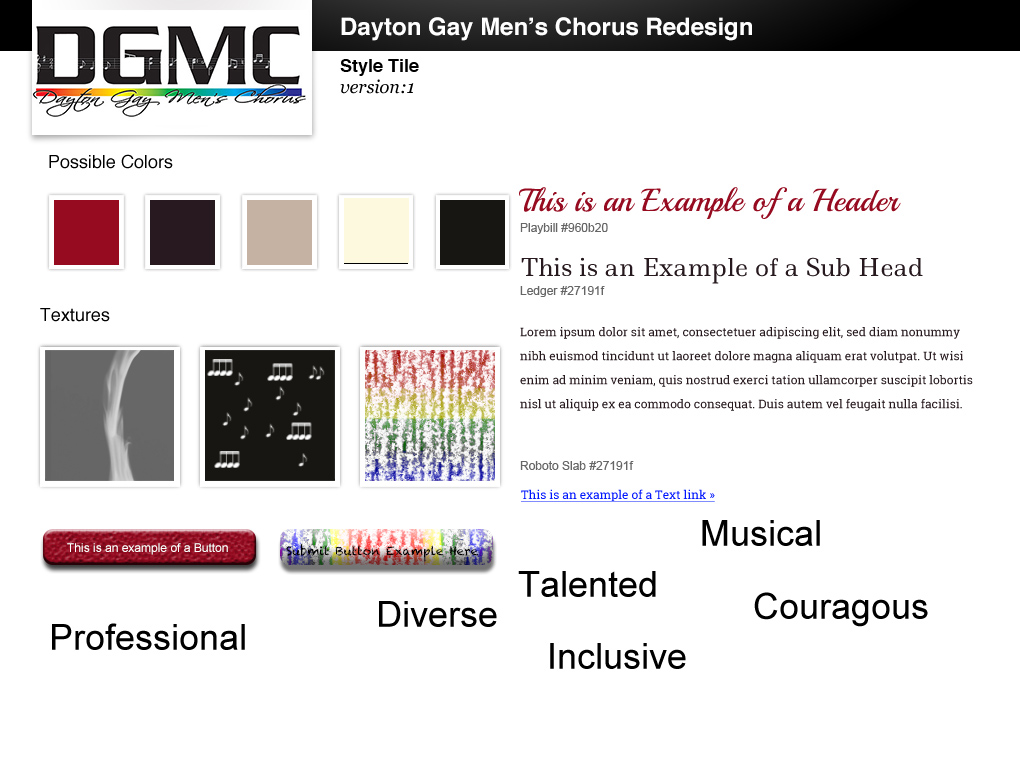 DGMC
Dayton Gay Men's Chorus
Dayton Gay Men’s Chorus Redesign
Style Tile
version:1
Possible Colors
Textures
This is an example of a Button
Submit Button Example Here
This is an Example of a Header
Playbill #960b20
This is an Example of a Sub Head
Ledger #27191f
Lorem ipsum dolor sit amet, consectetuer adipiscing elit, sed diam nonummy
nibh euismod tincidunt ut laoreet dolore magna aliquam erat volutpat. Ut wisi
enim ad minim veniam, quis nostrud exerci tation ullamcorper suscipit lobortis
nisl ut aliquip ex ea commodo consequat. Duis autem vel feugait nulla facilisi.
Roboto Slab #27191f
This is an example of a Text link »
Musical
Talented
Couragous
Diverse
Professional
Inclusive